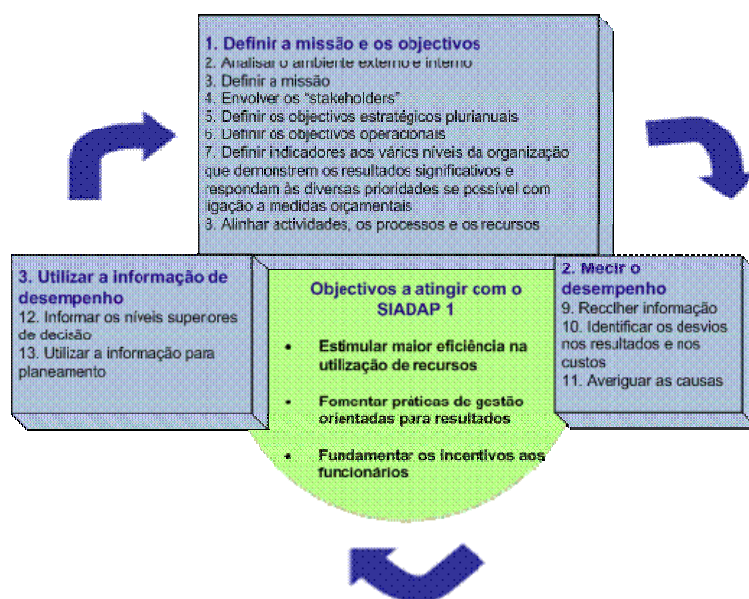 1. Definir a missão e os objectivos
2. Analisar o ambiente externo e interno
3. Definir a missão
4. Envolver os "stakeholders"
5. Definir os objectivos estratégicos plurianuais
6. Definir os objectivos operacionais
7. Definir indicadores aos vários níveis da organização
que demonstrem os resultados significativos e
respondam às diversas prioridades se possível com
ligação a medidas orçamentais
8. Alinhar actividades, os processos e os recursos
3. Utilizar a informação de
desempenho
12. Informar os níveis superiores
de decisão
13. Utilizar a informação para
planeamento
Objectivos a atingir com o
SIADAP 1
• Estimular maior eficiência na
utilização de recursos
• Fomentar práticas de gestão
orientadas para resultados
• Fundamentar os incentivos aos
funcionários
2. Medir o
desempenho
9. Recolher informação
10. Identificar os desvios
nos resultados e nos
custos
11. Averiguar as causas